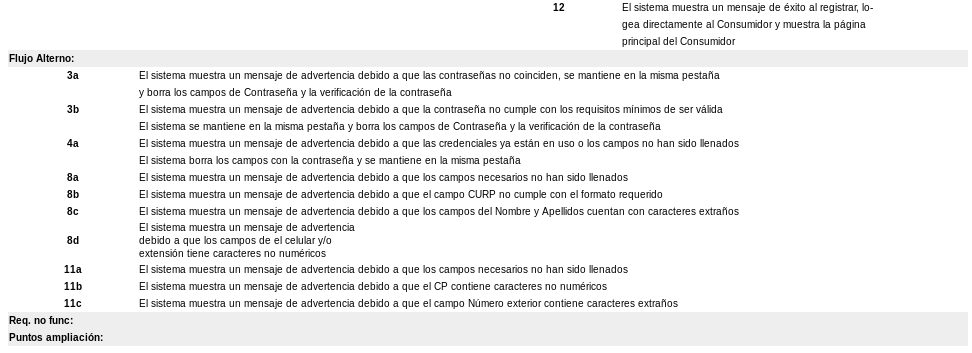 12 El sistema muestra un mensaje de éxito al registrar, lo-
gea directamente al Consumidor y muestra la página
principal del Consumidor
Flujo Alterno:
3a El sistema muestra un mensaje de advertencia debido a que las contraseñas no coinciden, se mantiene en la misma pestaña
y borra los campos de Contraseña y la verificación de la contraseña
3b El sistema muestra un mensaje de advertencia debido a que la contraseña no cumple con los requisitos mínimos de ser válida
El sistema se mantiene en la misma pestaña y borra los campos de Contraseña y la verificación de la contraseña
4a El sistema muestra un mensaje de advertencia debido a que las credenciales ya están en uso o los campos no han sido llenados
El sistema borra los campos con la contraseña y se mantiene en la misma pestaña
8a El sistema muestra un mensaje de advertencia debido a que los campos necesarios no han sido llenados
8b El sistema muestra un mensaje de advertencia debido a que el campo CURP no cumple con el formato requerido
8c El sistema muestra un mensaje de advertencia debido a que los campos del Nombre y Apellidos cuentan con caracteres extraños
El sistema muestra un mensaje de advertencia
8d debido a que los campos de el celular y/o
extensión tiene caracteres no numéricos
11a El sistema muestra un mensaje de advertencia debido a que los campos necesarios no han sido llenados
11b El sistema muestra un mensaje de advertencia debido a que el CP contiene caracteres no numéricos
11c El sistema muestra un mensaje de advertencia debido a que el campo Número exterior contiene caracteres extraños
Req. no func:
Puntos ampliación: